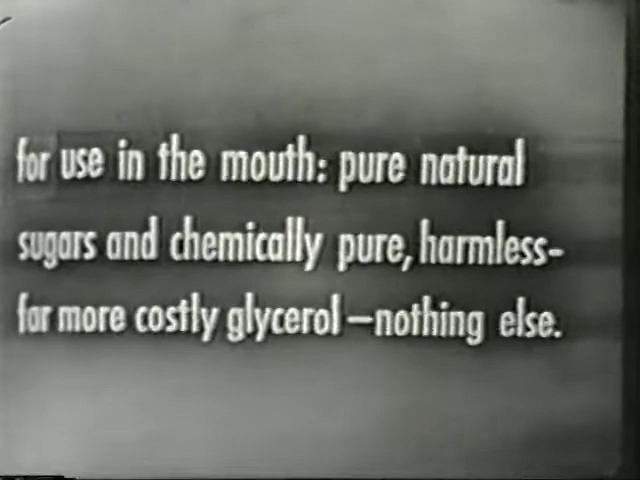 for use in the mouth: pure natural
sugars and chemically pure, harmless-
far more costly glycerol—nothing else.